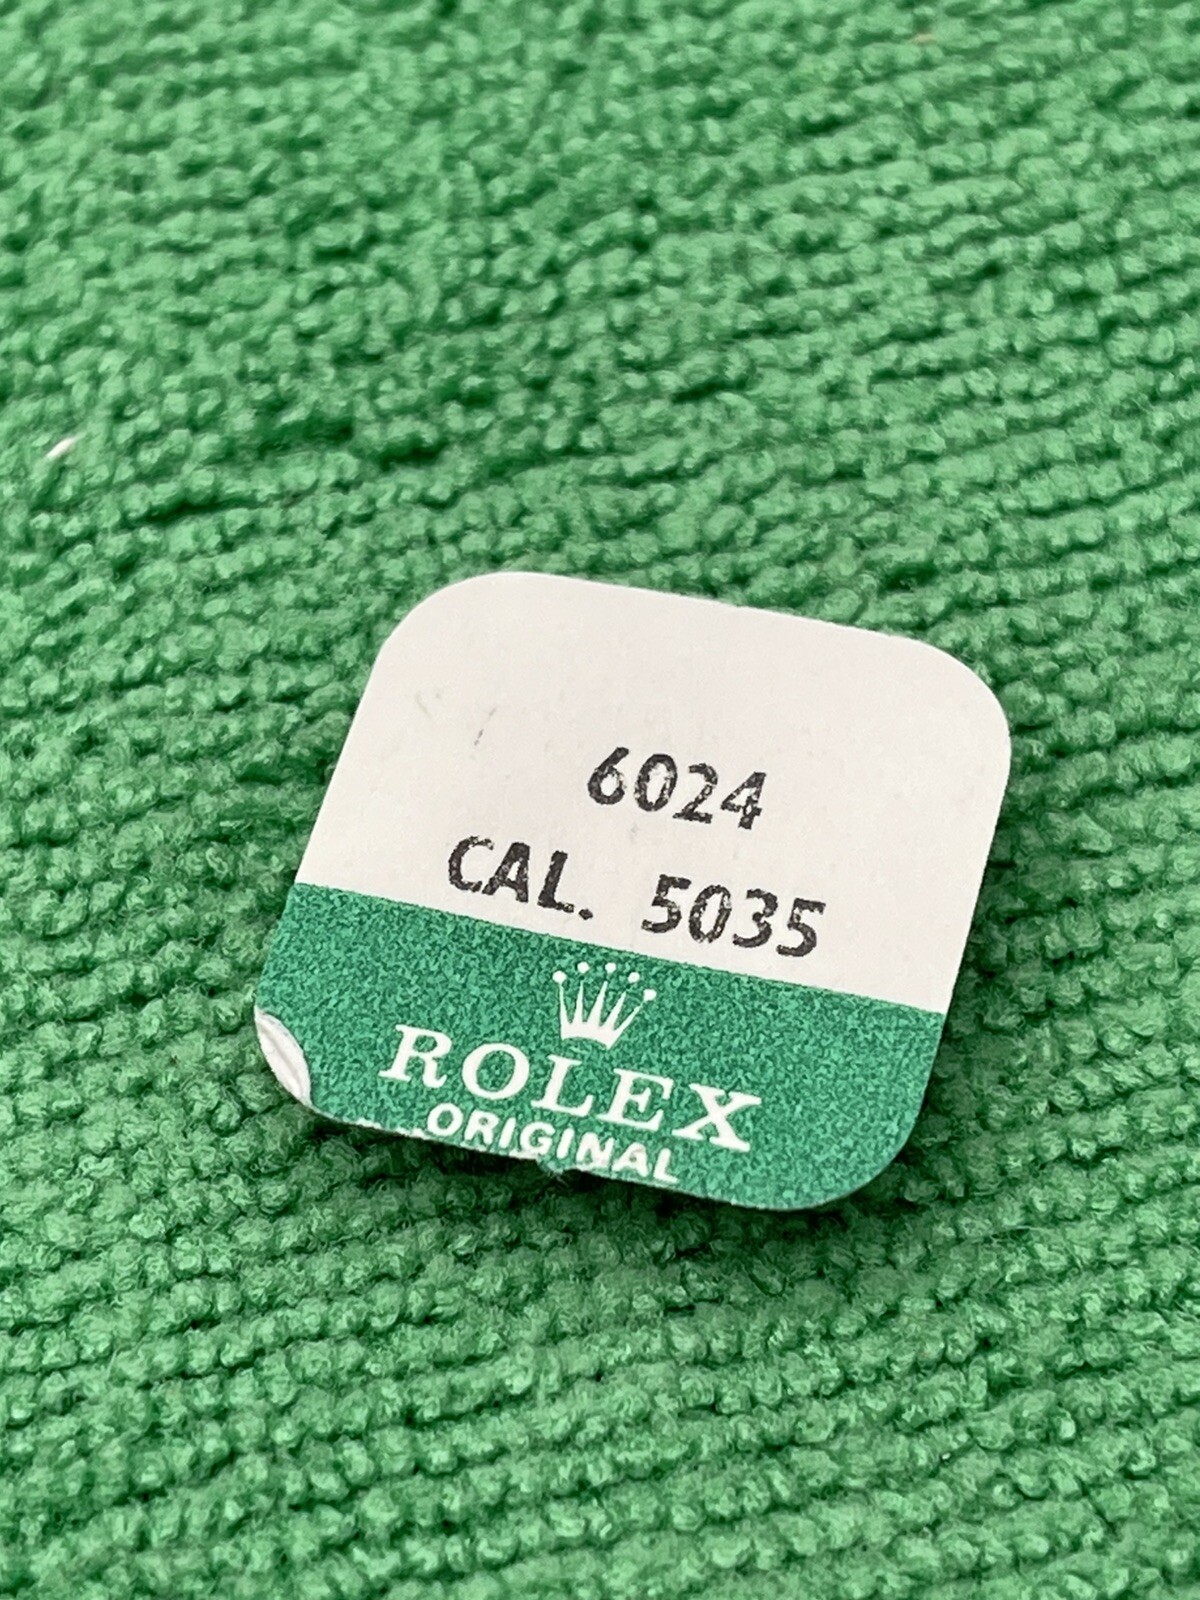 6024
CAL. 5035
ROLEX
ORIGINAL